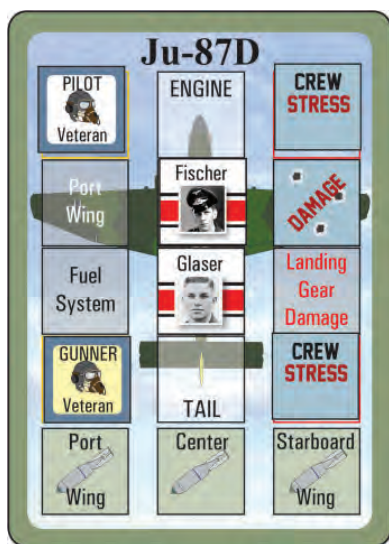 Ju-87D
PILOT
Veteran
ENGINE
CREW
STRESS
Port
Wing
Fischer
DAMAGE
Fuel
System
Glaser
Landing
Gear
Damage
GUNNER
Veteran
TAIL
CREW
STRESS
Port
Wing
Center
Starboard
Wing